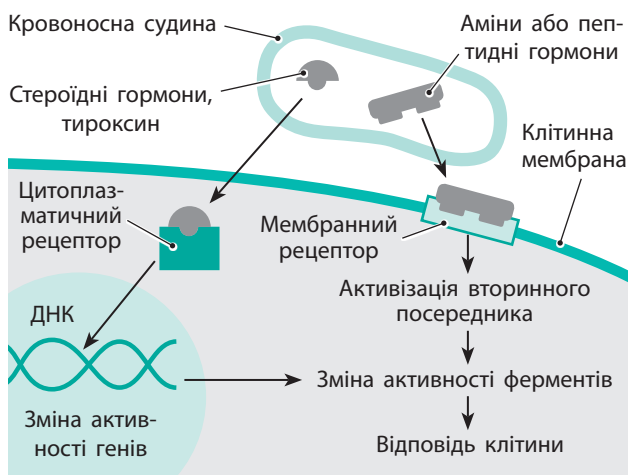 Кровоносна судина
Аміни або пеп-
тидні гормони
Стероїдні гормони,
тироксин
Клітинна
мембрана
Цитоплаз-
матичний
рецептор
Мембранний
рецептор
Активізація вторинного
посередника
ДНК
Зміна активності ферментів
Зміна актив-
ності генів
Відповідь клітини